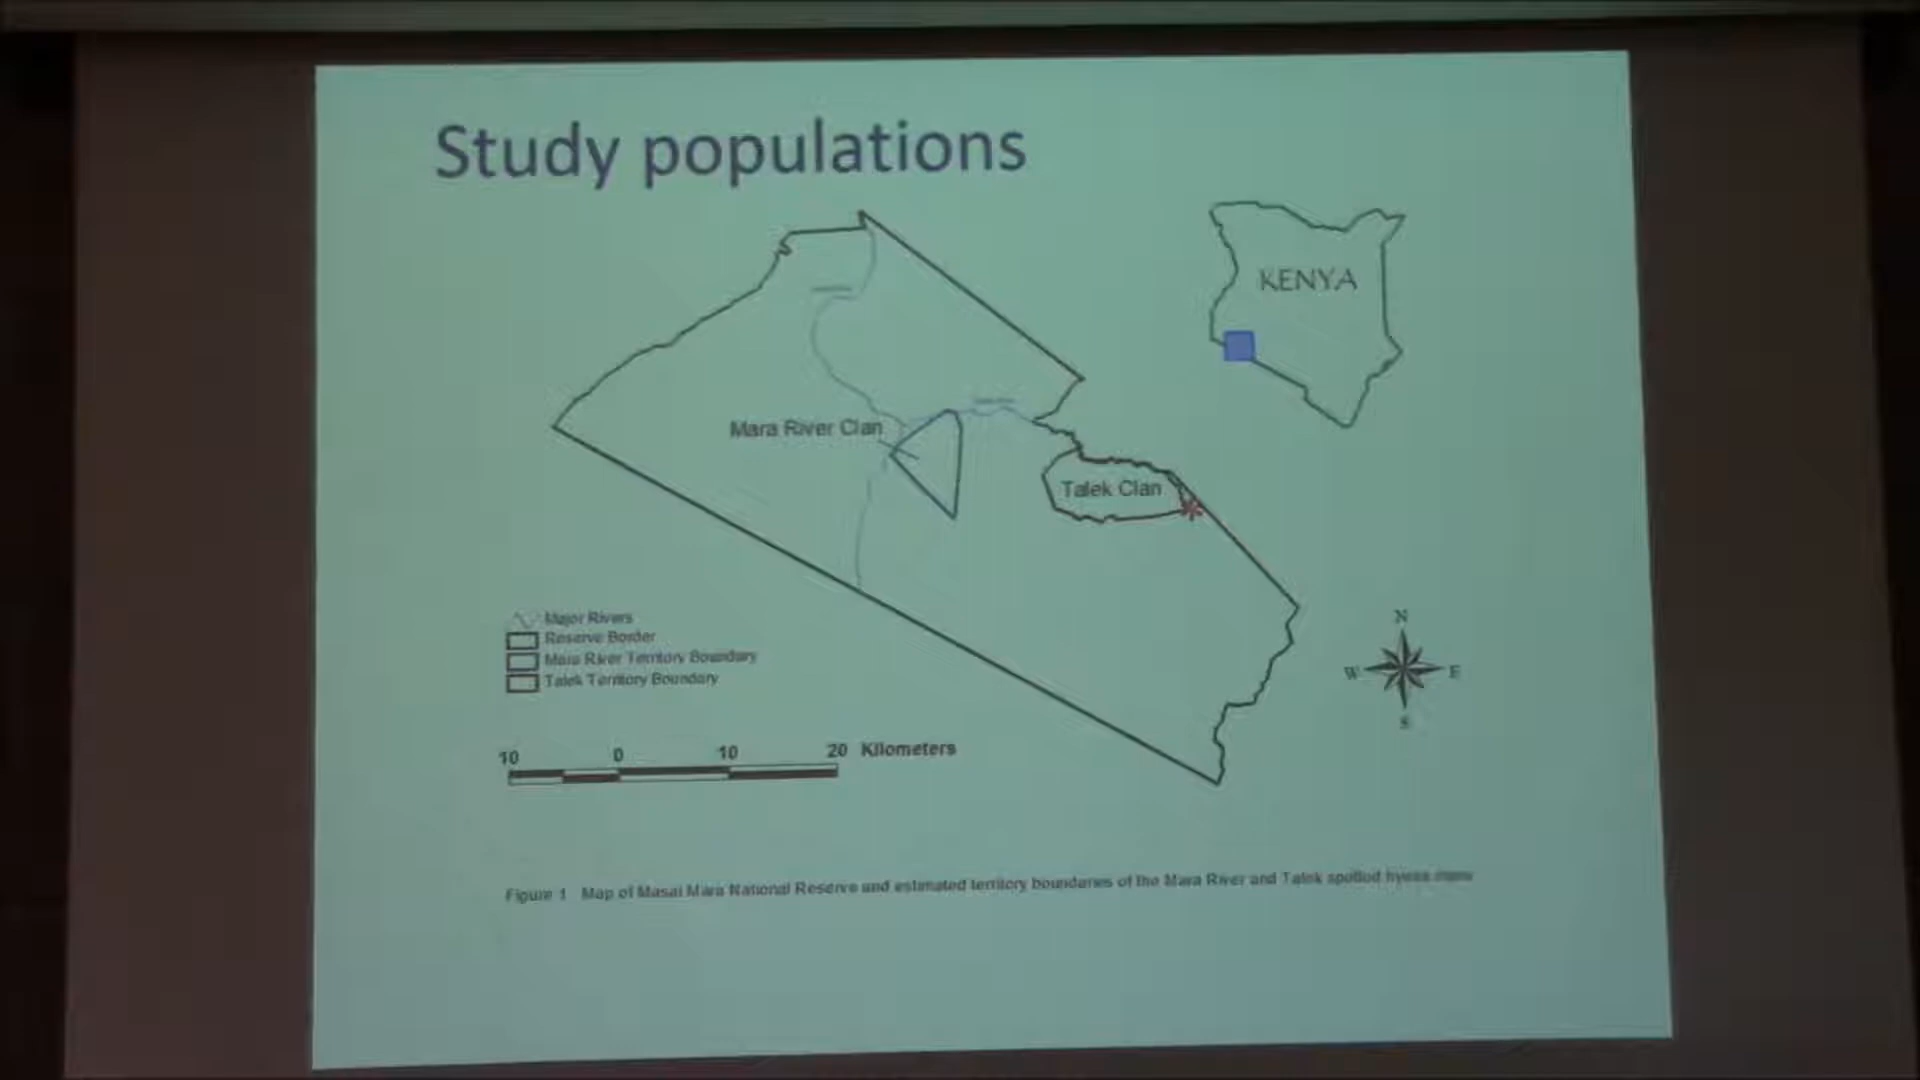 Study populations
KENYA
Mara River Clan
Talek Clan
Major Rivers
Reserve Border
Mara River Territory Boundary
Talek Territory Boundary
N
W E
S
10 0 10 20 Kilometers
Figure 1 Map of Masai Mara National Reserve and estimated territory boundaries of the Mara River and Talek spotted hyena